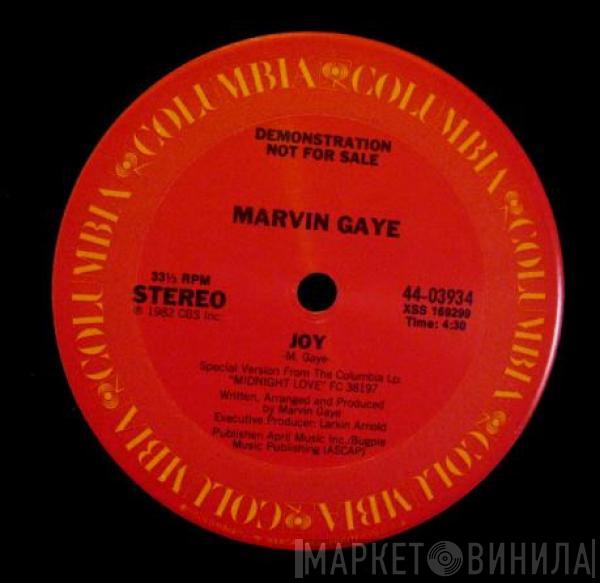 COLUMBIA COLUMBIA COLUMBIA COLUMBIA COLUMBIA COLUMBIA COLUMBIA
DEMONSTRATION
NOT FOR SALE
MARVIN GAYE
33⅓ RPM
STEREO
℗ 1982 CBS Inc.
44-03934
XSS 169299
Time: 4:30
JOY
-M. Gaye-
Special Version From The Columbia Lp:
"MIDNIGHT LOVE" FC 38197
Written, Arranged and Produced
by Marvin Gaye
Executive Producer: Larkin Arnold
Publisher: April Music Inc./Bugpie
Music Publishing (ASCAP)
МАРКЕТ ВИНИЛА